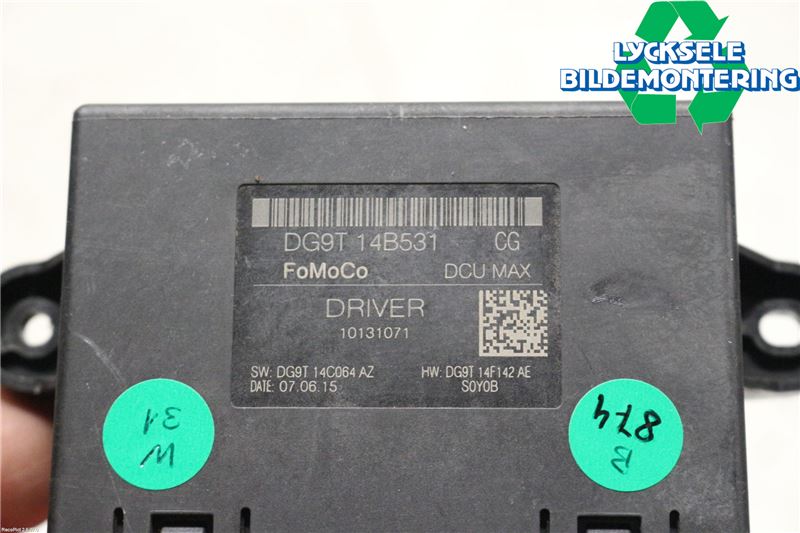 LYCKSELE
BILDEMONTERING
DG9T 14B531 CG
FoMoCo DCU MAX
DRIVER
10131071
SW: DG9T 14C064 AZ HW: DG9T 14F142 AE
DATE: 07.06.15 S0Y0B
W 31
B 874